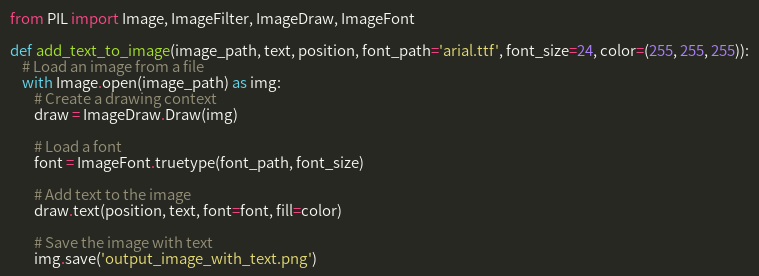 from PIL import Image, ImageFilter, ImageDraw, ImageFont

def add_text_to_image(image_path, text, position, font_path='arial.ttf', font_size=24, color=(255, 255, 255)):
    # Load an image from a file
    with Image.open(image_path) as img:
        # Create a drawing context
        draw = ImageDraw.Draw(img)

        # Load a font
        font = ImageFont.truetype(font_path, font_size)

        # Add text to the image
        draw.text(position, text, font=font, fill=color)

        # Save the image with text
        img.save('output_image_with_text.png')